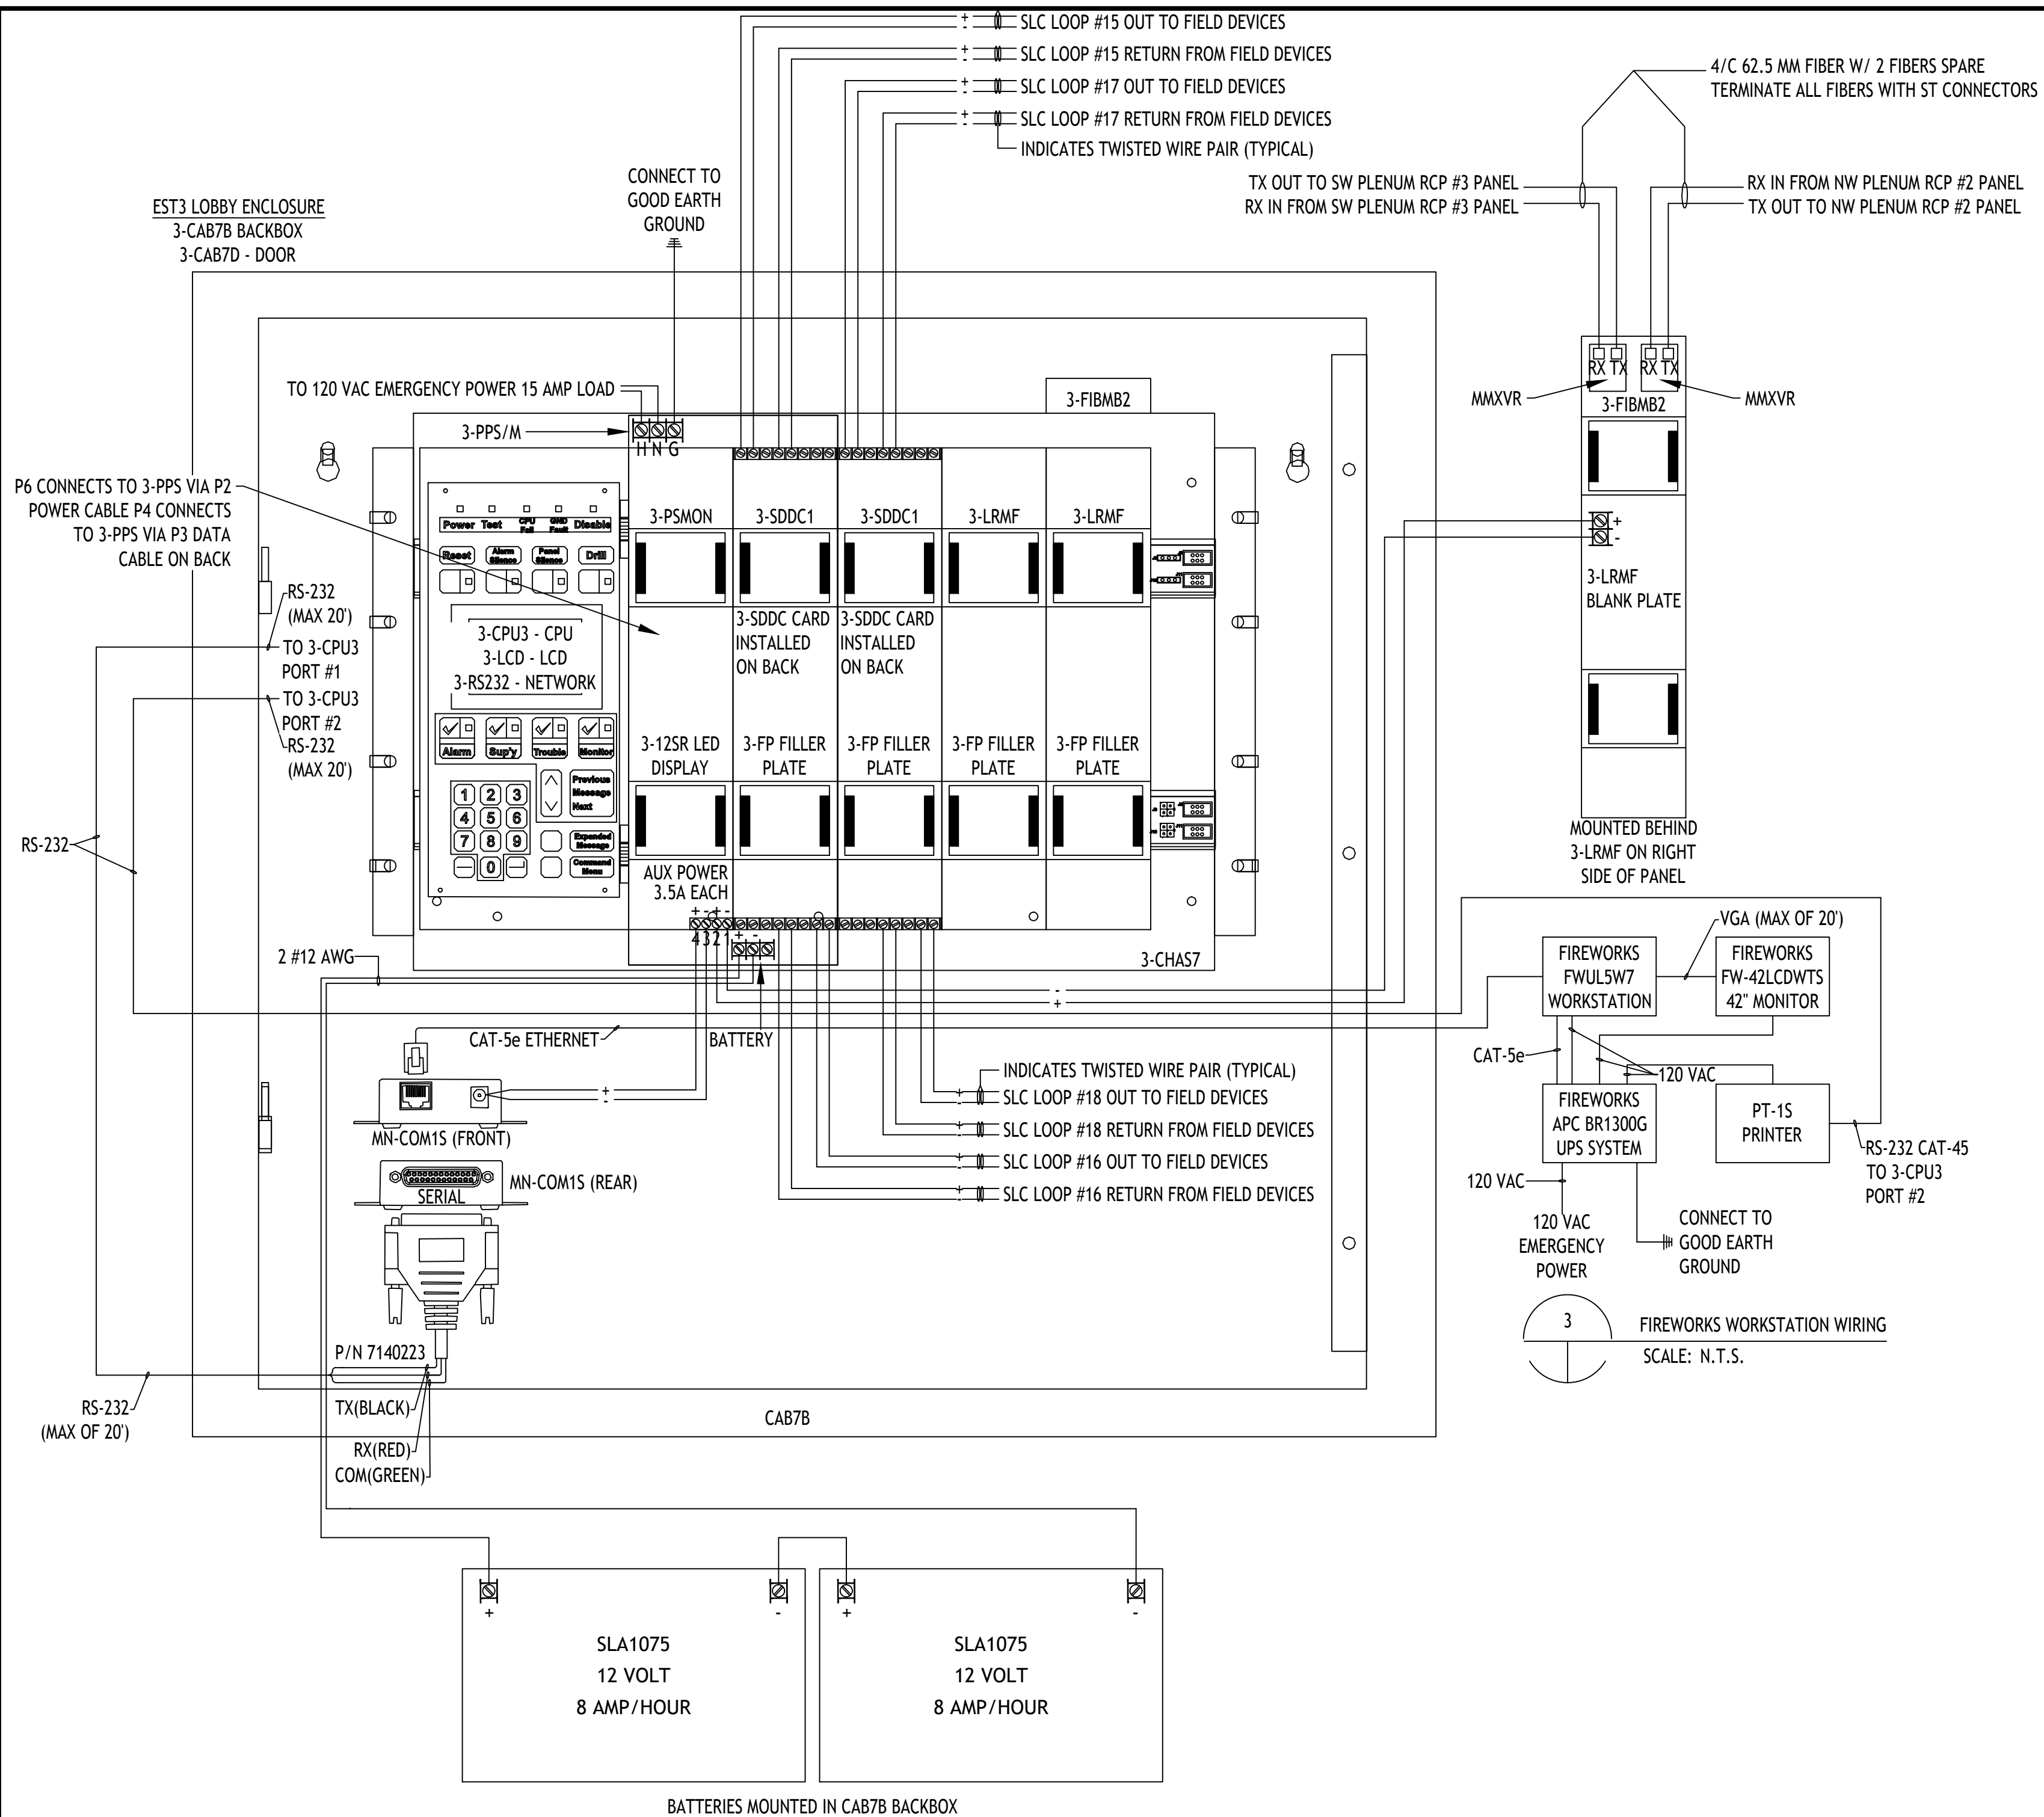 +
-
SLC LOOP #15 OUT TO FIELD DEVICES
+
-
SLC LOOP #15 RETURN FROM FIELD DEVICES
+
-
SLC LOOP #17 OUT TO FIELD DEVICES
+
-
SLC LOOP #17 RETURN FROM FIELD DEVICES
INDICATES TWISTED WIRE PAIR (TYPICAL)
4/C 62.5 MM FIBER W/ 2 FIBERS SPARE
TERMINATE ALL FIBERS WITH ST CONNECTORS
TX OUT TO SW PLENUM RCP #3 PANEL
RX IN FROM SW PLENUM RCP #3 PANEL
RX IN FROM NW PLENUM RCP #2 PANEL
TX OUT TO NW PLENUM RCP #2 PANEL
CONNECT TO
GOOD EARTH
GROUND
EST3 LOBBY ENCLOSURE
3-CAB7B BACKBOX
3-CAB7D - DOOR
RX TX
RX TX
MMXVR
MMXVR
3-FIBMB2
TO 120 VAC EMERGENCY POWER 15 AMP LOAD
3-FIBMB2
3-PPS/M
H N G
P6 CONNECTS TO 3-PPS VIA P2
POWER CABLE P4 CONNECTS
TO 3-PPS VIA P3 DATA
CABLE ON BACK
Power
Test
CPU
Fail
GND
Fault
Disable
Reset
Alarm
Silence
Panel
Silence
Drill
3-PSMON
3-SDDC1
3-SDDC1
3-LRMF
3-LRMF
+
-
3-LRMF
BLANK PLATE
RS-232
(MAX 20')
TO 3-CPU3
PORT #1
TO 3-CPU3
PORT #2
RS-232
(MAX 20')
3-CPU3 - CPU
3-LCD - LCD
3-RS232 - NETWORK
3-SDDC CARD
INSTALLED
ON BACK
3-SDDC CARD
INSTALLED
ON BACK
Alarm
Sup'y
Trouble
Monitor
3-12SR LED
DISPLAY
3-FP FILLER
PLATE
3-FP FILLER
PLATE
3-FP FILLER
PLATE
3-FP FILLER
PLATE
Previous
Message
Next
1 2 3
4 5 6
7 8 9
0
Expanded
Message
Command
Menu
RS-232
AUX POWER
3.5A EACH
+ - + -
4 3 2 1
+ -
3-CHAS7
MOUNTED BEHIND
3-LRMF ON RIGHT
SIDE OF PANEL
2 #12 AWG
-
+
CAT-5e ETHERNET
BATTERY
VGA (MAX OF 20')
FIREWORKS
FWUL5W7
WORKSTATION
FIREWORKS
FW-42LCDWTS
42" MONITOR
CAT-5e
120 VAC
FIREWORKS
APC BR1300G
UPS SYSTEM
PT-1S
PRINTER
RS-232 CAT-45
TO 3-CPU3
PORT #2
120 VAC
120 VAC
EMERGENCY
POWER
CONNECT TO
GOOD EARTH
GROUND
+
-
MN-COM1S (FRONT)
INDICATES TWISTED WIRE PAIR (TYPICAL)
+
-
SLC LOOP #18 OUT TO FIELD DEVICES
+
-
SLC LOOP #18 RETURN FROM FIELD DEVICES
+
-
SLC LOOP #16 OUT TO FIELD DEVICES
+
-
SLC LOOP #16 RETURN FROM FIELD DEVICES
SERIAL
MN-COM1S (REAR)
3
FIREWORKS WORKSTATION WIRING
SCALE: N.T.S.
P/N 7140223
RS-232
(MAX OF 20')
TX(BLACK)
RX(RED)
COM(GREEN)
CAB7B
+
-
+
-
SLA1075
12 VOLT
8 AMP/HOUR
SLA1075
12 VOLT
8 AMP/HOUR
BATTERIES MOUNTED IN CAB7B BACKBOX